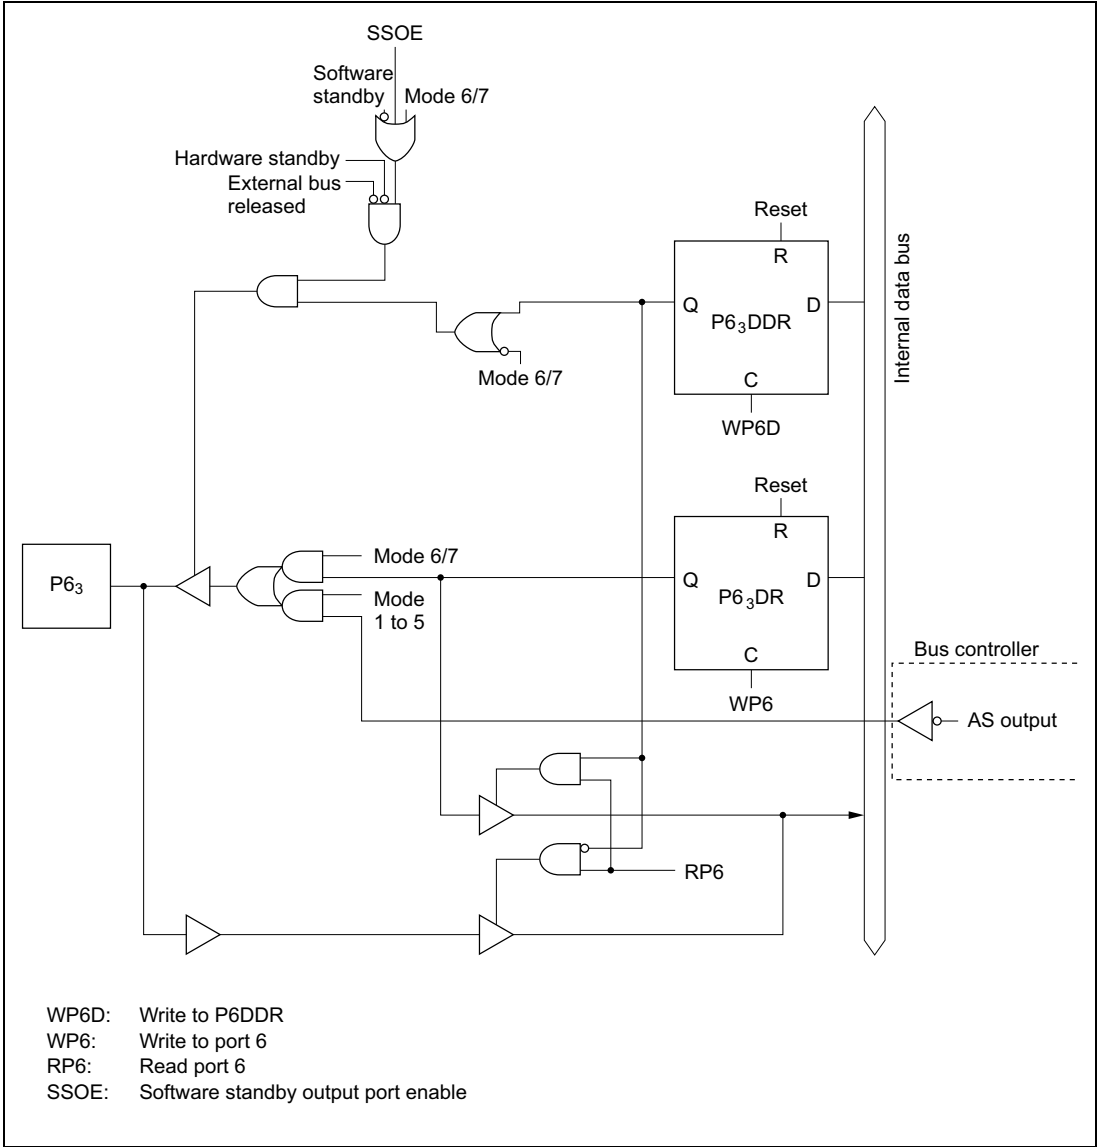 SSOE
Software
standby
Mode 6/7
Hardware standby
External bus
released
Reset
R
Q
P6₃DDR
D
C
WP6D
Mode 6/7
Internal data bus
Reset
R
Q
P6₃DR
D
C
WP6
P6₃
Mode 6/7
Mode
1 to 5
Bus controller
AS output
RP6
WP6D: Write to P6DDR
WP6: Write to port 6
RP6: Read port 6
SSOE: Software standby output port enable